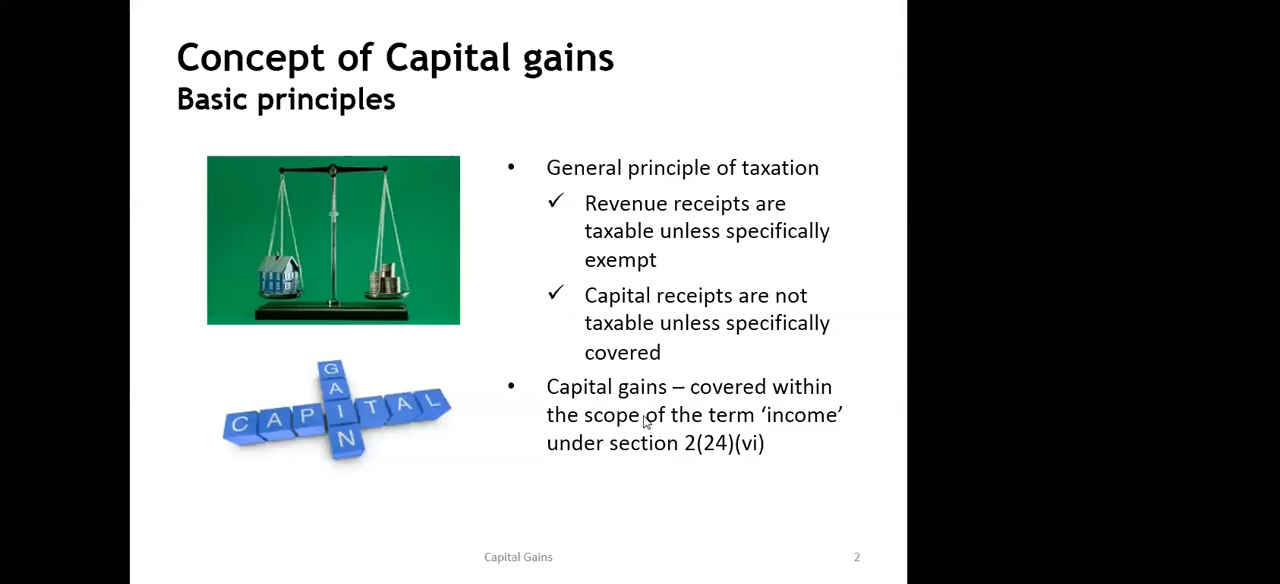 Concept of Capital gains
Basic principles
• General principle of taxation
✓ Revenue receipts are
taxable unless specifically
exempt
✓ Capital receipts are not
taxable unless specifically
covered
• Capital gains – covered within
the scope of the term ‘income’
under section 2(24)(vi)
CAPITAL
GAIN
Capital Gains
2